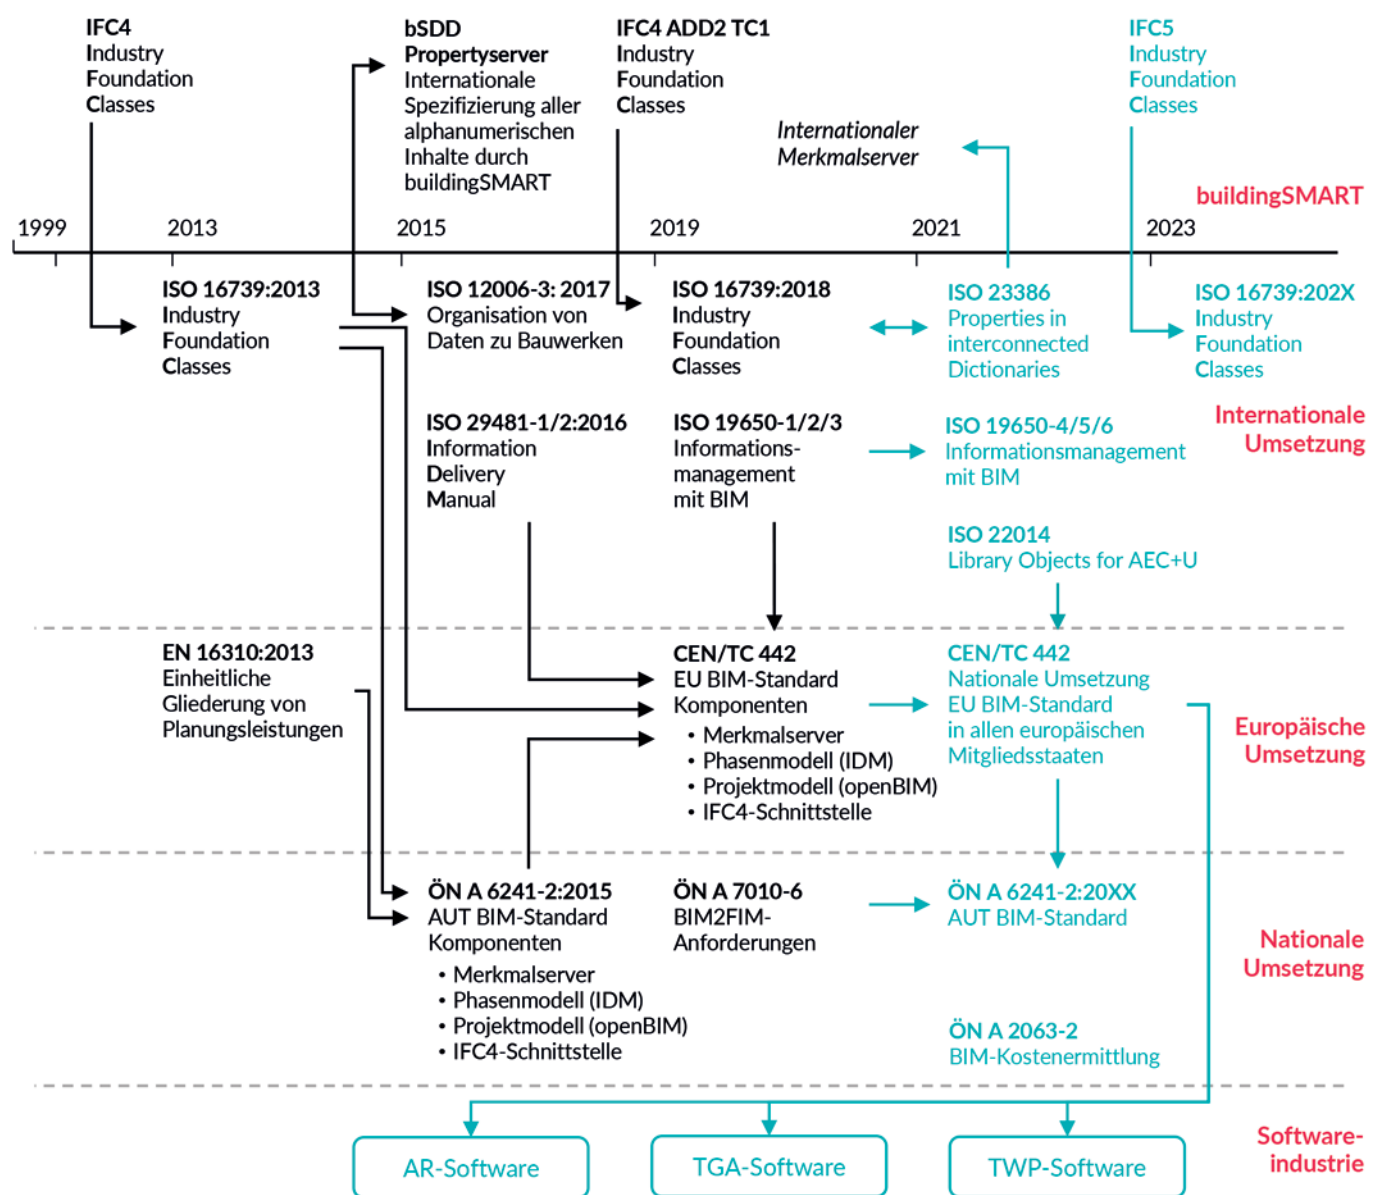 IFC4
Industry
Foundation
Classes
bSDD
Propertyserver
Internationale
Spezifizierung aller
alphanumerischen
Inhalte durch
buildingSMART
IFC4 ADD2 TC1
Industry
Foundation
Classes
Internationaler
Merkmalserver
IFC5
Industry
Foundation
Classes
buildingSMART
1999
2013
2015
2019
2021
2023
ISO 16739:2013
Industry
Foundation
Classes
ISO 12006-3: 2017
Organisation von
Daten zu Bauwerken
ISO 16739:2018
Industry
Foundation
Classes
ISO 23386
Properties in
interconnected
Dictionaries
ISO 16739:202X
Industry
Foundation
Classes
Internationale
Umsetzung
ISO 29481-1/2:2016
Information
Delivery
Manual
ISO 19650-1/2/3
Informations-
management
mit BIM
ISO 19650-4/5/6
Informationsmanagement
mit BIM
ISO 22014
Library Objects for AEC+U
EN 16310:2013
Einheitliche
Gliederung von
Planungsleistungen
CEN/TC 442
EU BIM-Standard
Komponenten
• Merkmalserver
• Phasenmodell (IDM)
• Projektmodell (openBIM)
• IFC4-Schnittstelle
CEN/TC 442
Nationale Umsetzung
EU BIM-Standard
in allen europäischen
Mitgliedsstaaten
Europäische
Umsetzung
ÖN A 6241-2:2015
AUT BIM-Standard
Komponenten
• Merkmalserver
• Phasenmodell (IDM)
• Projektmodell (openBIM)
• IFC4-Schnittstelle
ÖN A 7010-6
BIM2FIM-
Anforderungen
ÖN A 6241-2:20XX
AUT BIM-Standard
Nationale
Umsetzung
ÖN A 2063-2
BIM-Kostenermittlung
AR-Software
TGA-Software
TWP-Software
Software-
industrie